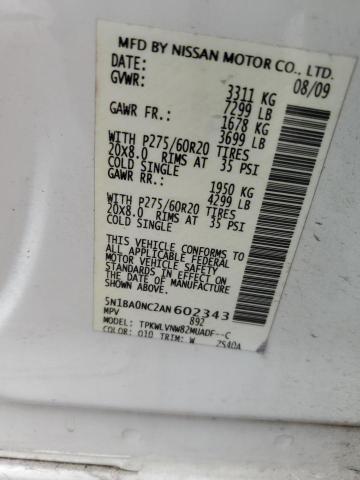 MFD BY NISSAN MOTOR CO., LTD.
DATE: 08/09
GVWR: 3311 KG
7299 LB
GAWR FR.: 1678 KG
3699 LB
WITH P275/60R20 TIRES
20X8.0 RIMS AT 35 PSI
COLD SINGLE
GAWR RR.: 1950 KG
4299 LB
WITH P275/60R20 TIRES
20X8.0 RIMS AT 35 PSI
COLD SINGLE
THIS VEHICLE CONFORMS TO
ALL APPLICABLE FEDERAL
MOTOR VEHICLE SAFETY
STANDARDS IN EFFECT ON
THE DATE OF MANUFACTURE
SHOWN ABOVE.
5N1BA0NC2AN602343
MPV 892
MODEL: TPKWLVNW82MUADF--C
COLOR: Q10 TRIM: W ZS40A